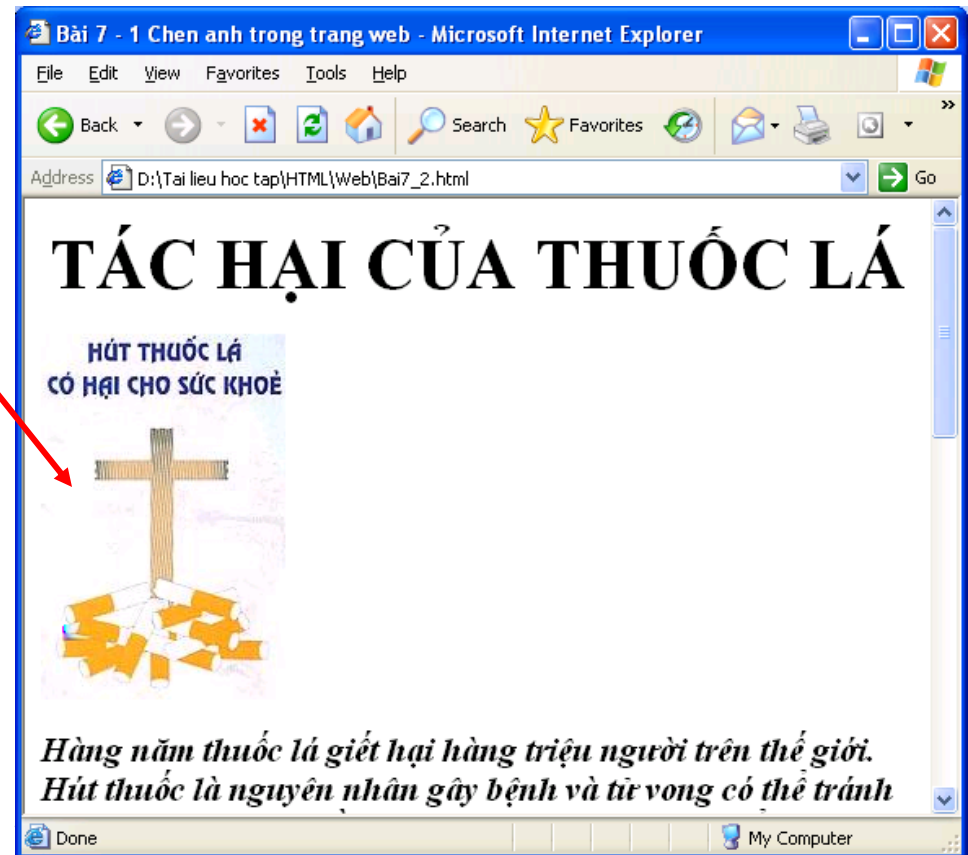 Bài 7 - 1 Chen anh trong trang web - Microsoft Internet Explorer
File Edit View Favorites Tools Help
Back Search Favorites »
Address D:\Tai lieu hoc tap\HTML\Web\Bai7_2.html Go
TÁC HẠI CỦA THUỐC LÁ
HÚT THUỐC LÁ
CÓ HẠI CHO SỨC KHOẺ
Hàng năm thuốc lá giết hại hàng triệu người trên thế giới.
Hút thuốc là nguyên nhân gây bệnh và tử vong có thể tránh
Done My Computer